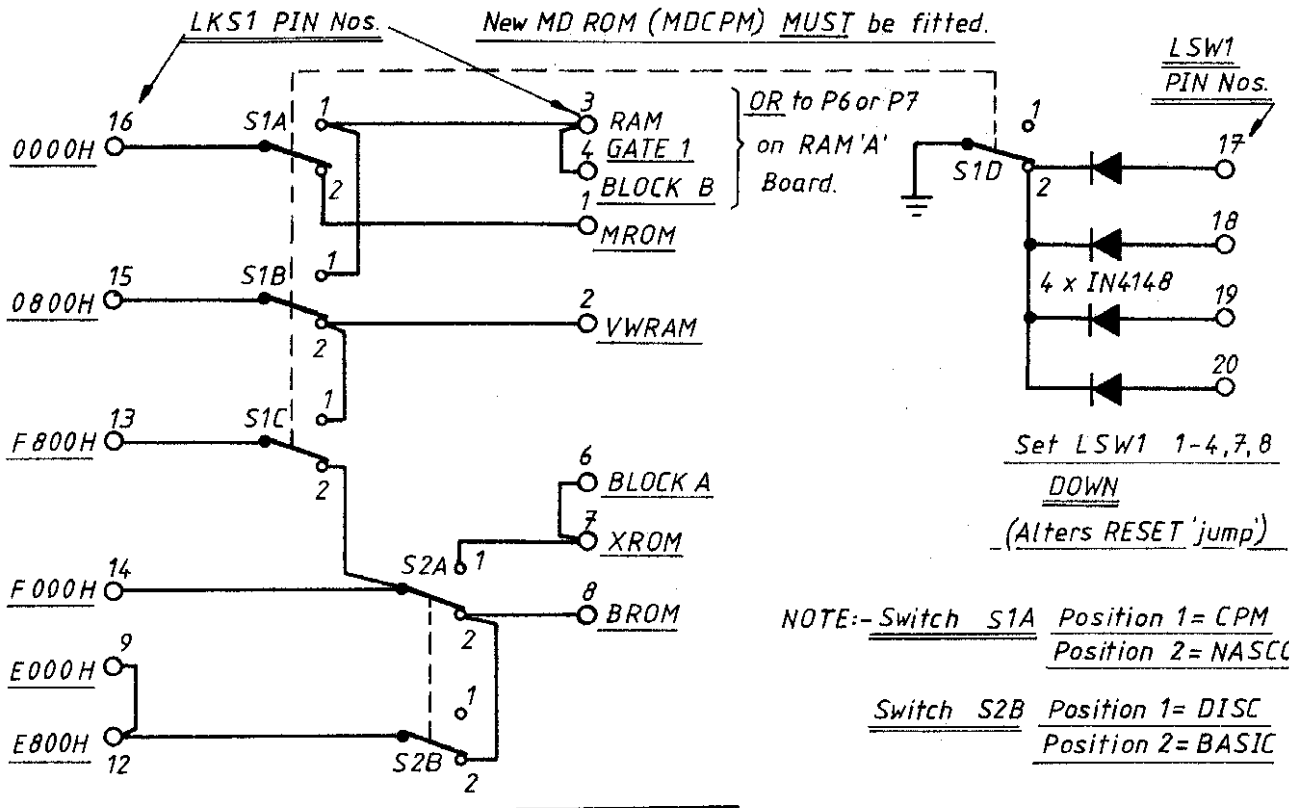 LKS1 PIN Nos.
New MD ROM (MDCPM) MUST be fitted.
LSW1
PIN Nos.
0000H
16
S1A
1
2
3
RAM
4
GATE 1
BLOCK B
OR to P6 or P7
on RAM 'A'
Board.
1
MROM
S1D
1
2
17
18
4 x IN4148
19
20
0800H
15
S1B
1
2
2
VWRAM
F800H
13
S1C
1
2
6
BLOCK A
7
XROM
Set LSW1 1-4,7,8
DOWN
(Alters RESET 'jump')
F000H
14
S2A
1
2
8
BROM
E000H
9
E800H
12
S2B
1
2
NOTE:- Switch S1A Position 1 = CPM
Position 2 = NASCO
Switch S2B Position 1 = DISC
Position 2 = BASIC